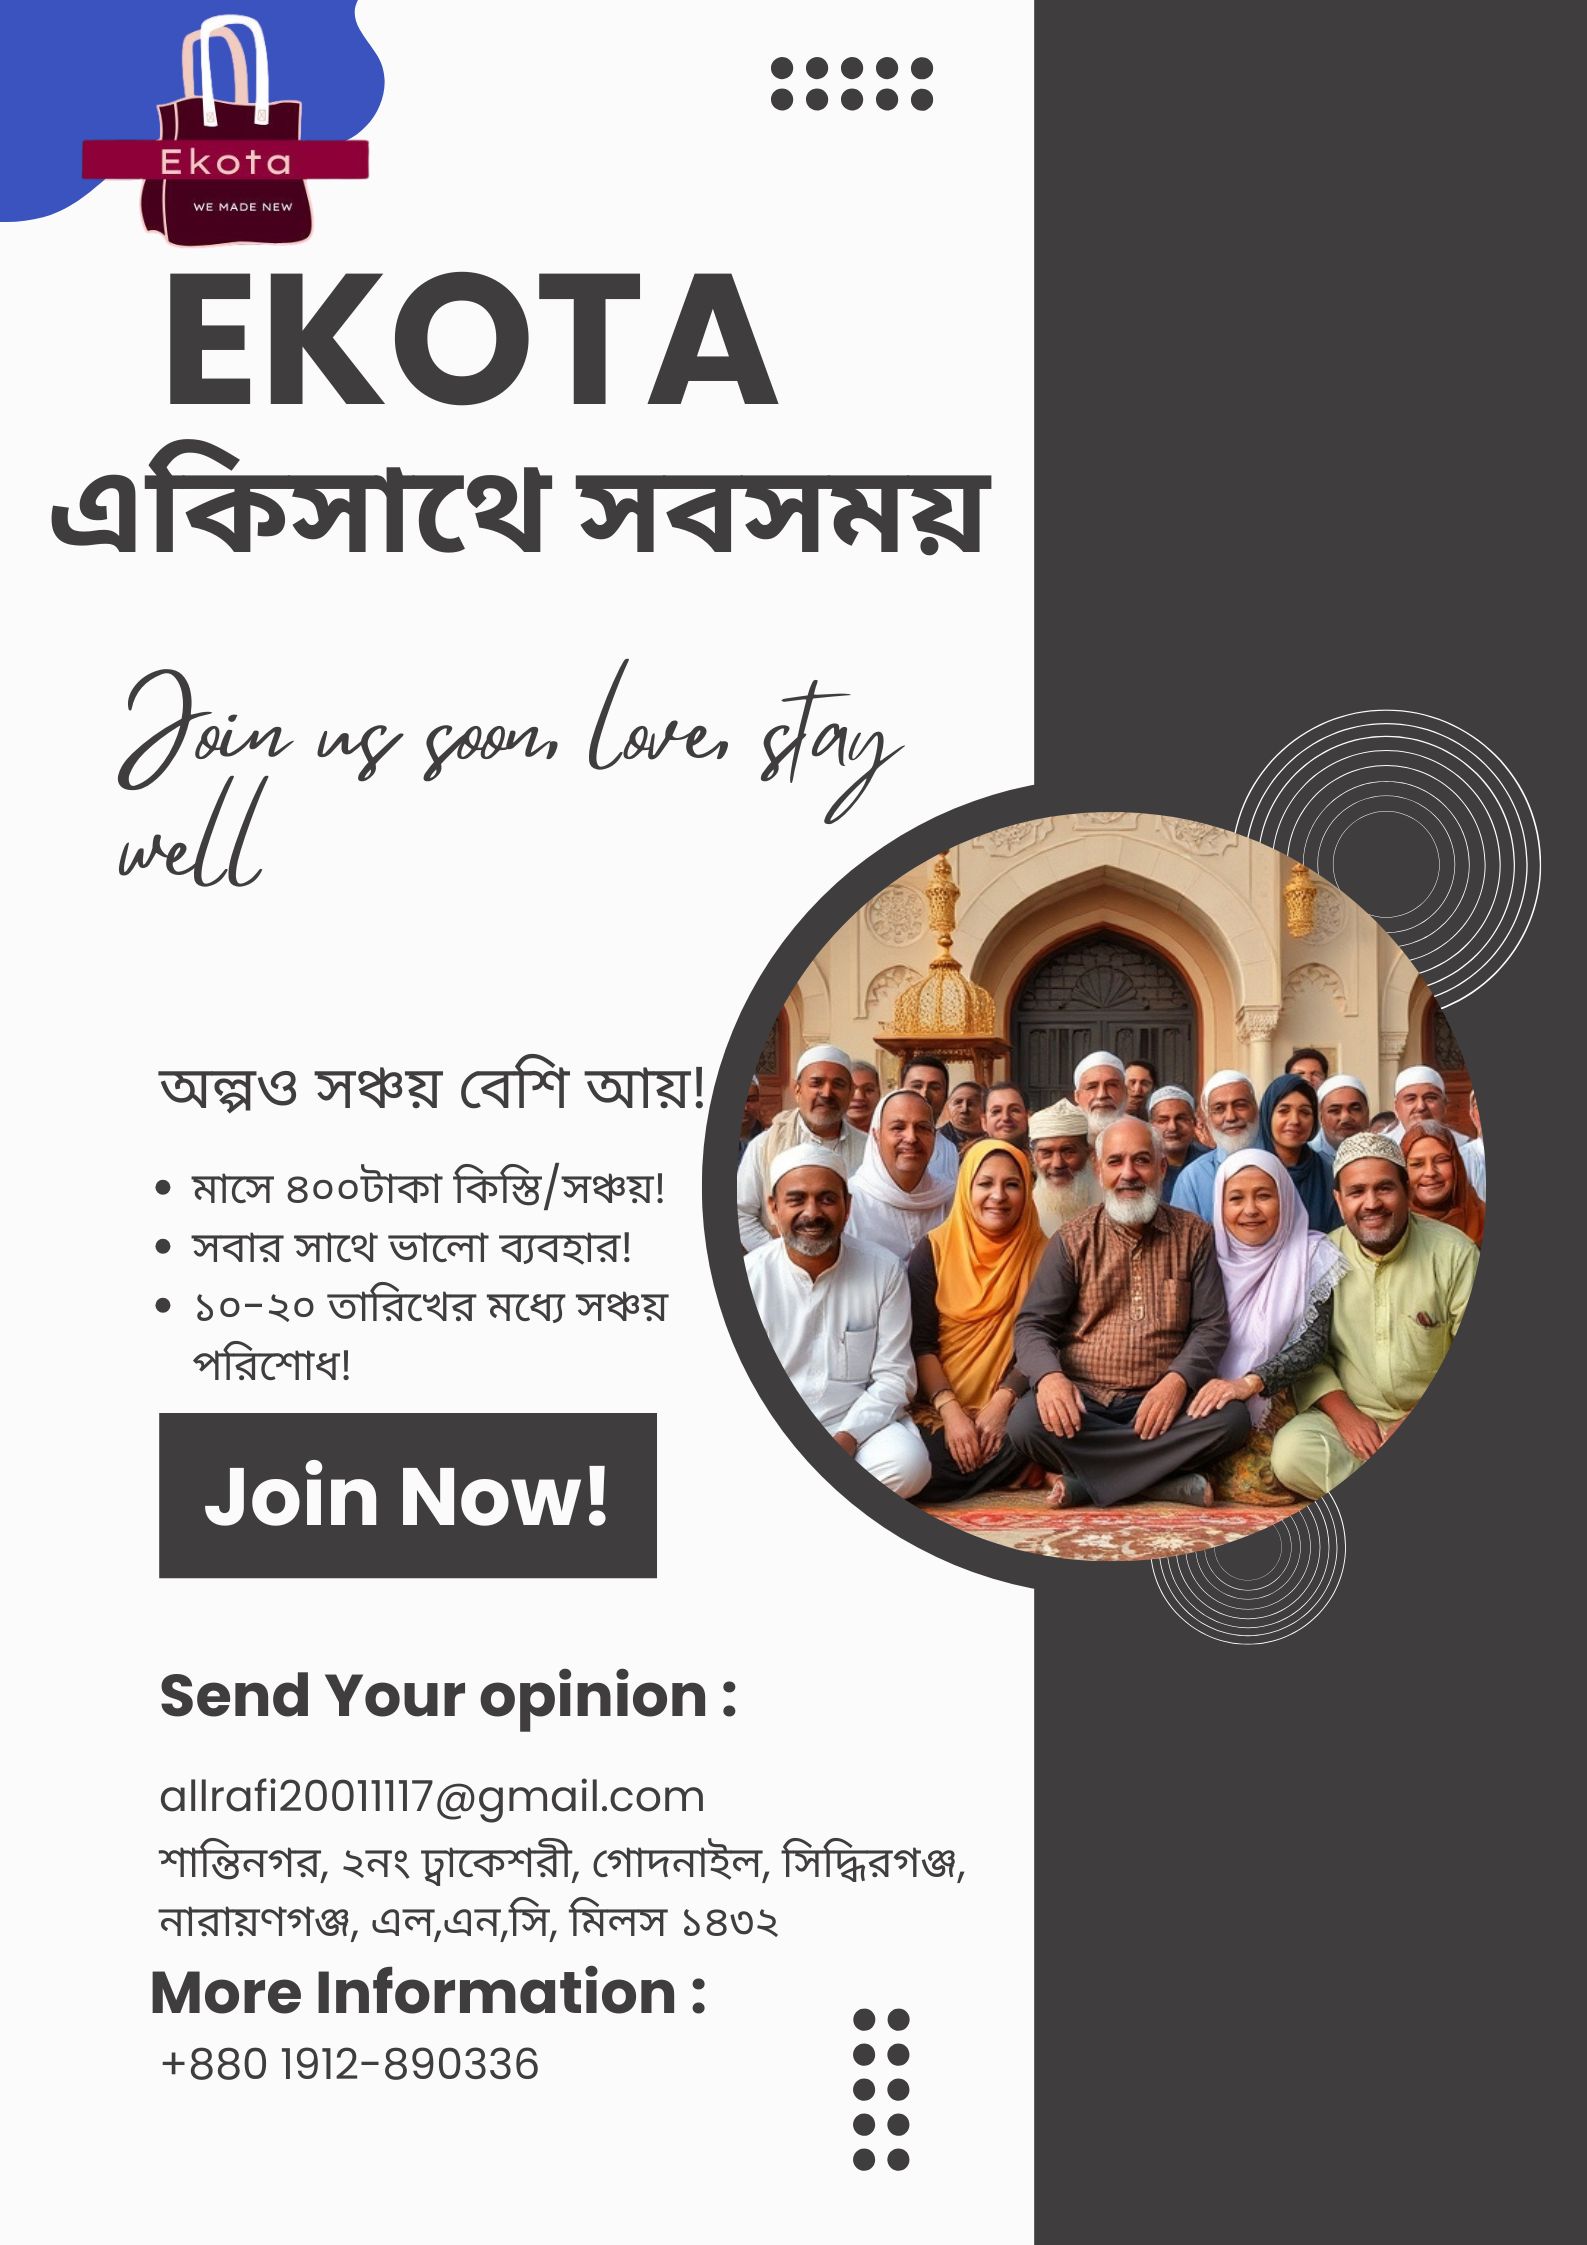 Ekota
WE MADE NEW
EKOTA
একিসাথে সবসময়
Join us soon, Love, stay
well
অল্পও সঞ্চয় বেশি আয়!
• মাসে ৪০০টাকা কিস্তি/সঞ্চয়!
• সবার সাথে ভালো ব্যবহার!
• ১০-২০ তারিখের মধ্যে সঞ্চয়
পরিশোধ!
Join Now!
Send Your opinion :
allrafi20011117@gmail.com
শান্তিনগর, ২নং ঢ্বাকেশরী, গোদনাইল, সিদ্ধিরগঞ্জ,
নারায়ণগঞ্জ, এল,এন,সি, মিলস ১৪৩২
More Information :
+880 1912-890336